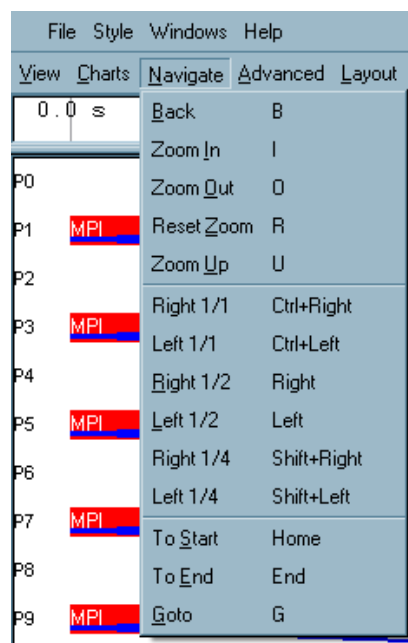 File Style Windows Help
View Charts Navigate Advanced Layout
0.0 s
Back B
Zoom In I
Zoom Out O
Reset Zoom R
Zoom Up U
Right 1/1 Ctrl+Right
Left 1/1 Ctrl+Left
Right 1/2 Right
Left 1/2 Left
Right 1/4 Shift+Right
Left 1/4 Shift+Left
To Start Home
To End End
Goto G
P0
P1 MPI
P2
P3 MPI
P4
P5 MPI
P6
P7 MPI
P8
P9 MPI